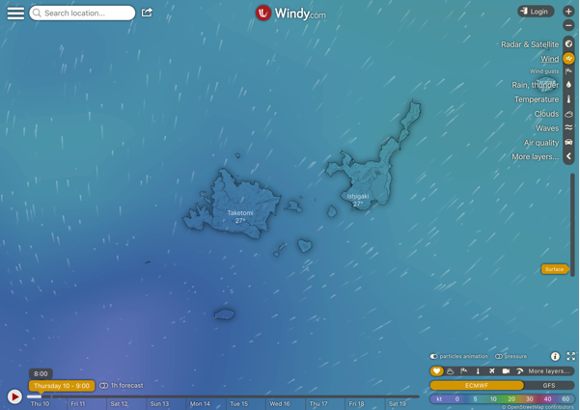 Search location...
Windy.com
Login
Radar & Satellite
Wind
Wind gusts
Rain, thunder
Temperature
Clouds
Waves
Air quality
More layers...
Ishigaki
27°
Taketomi
27°
Surface
particles animation
pressure
8:00
Thursday 10 - 9:00
1h forecast
More layers...
ECMWF
GFS
kt 0 5 10 20 30 40 60
Thu 10 Fri 11 Sat 12 Sun 13 Mon 14 Tue 15 Wed 16 Thu 17 Fri 18 Sat 19
© OpenStreetMap contributors